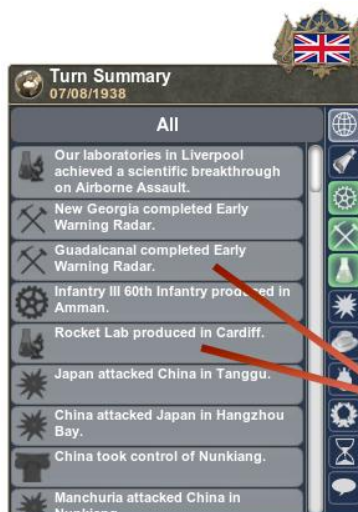 Turn Summary
07/08/1938
All
Our laboratories in Liverpool
achieved a scientific breakthrough
on Airborne Assault.
New Georgia completed Early
Warning Radar.
Guadalcanal completed Early
Warning Radar.
Infantry III 60th Infantry produced in
Amman.
Rocket Lab produced in Cardiff.
Japan attacked China in Tanggu.
China attacked Japan in Hangzhou
Bay.
China took control of Nunkiang.
Manchuria attacked China in
Nunkiang.